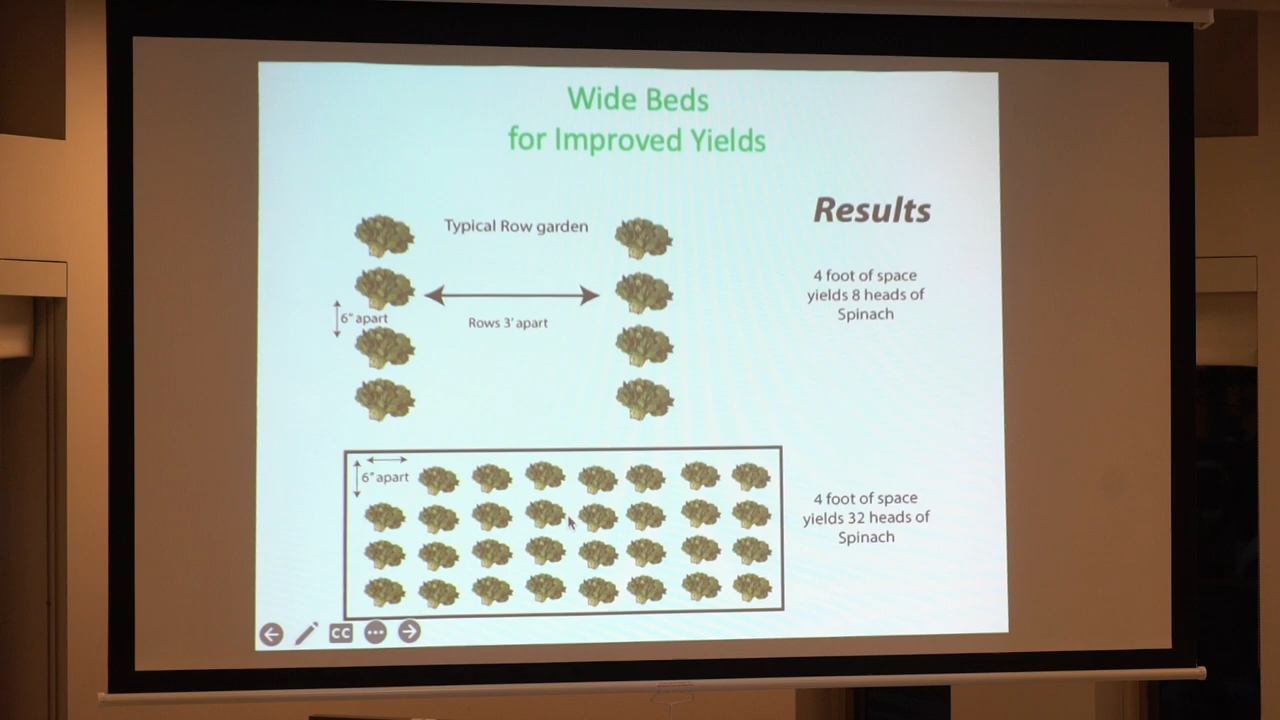 Wide Beds
for Improved Yields
Results
Typical Row garden
6" apart
Rows 3' apart
4 foot of space
yields 8 heads of
Spinach
6" apart
4 foot of space
yields 32 heads of
Spinach
CC